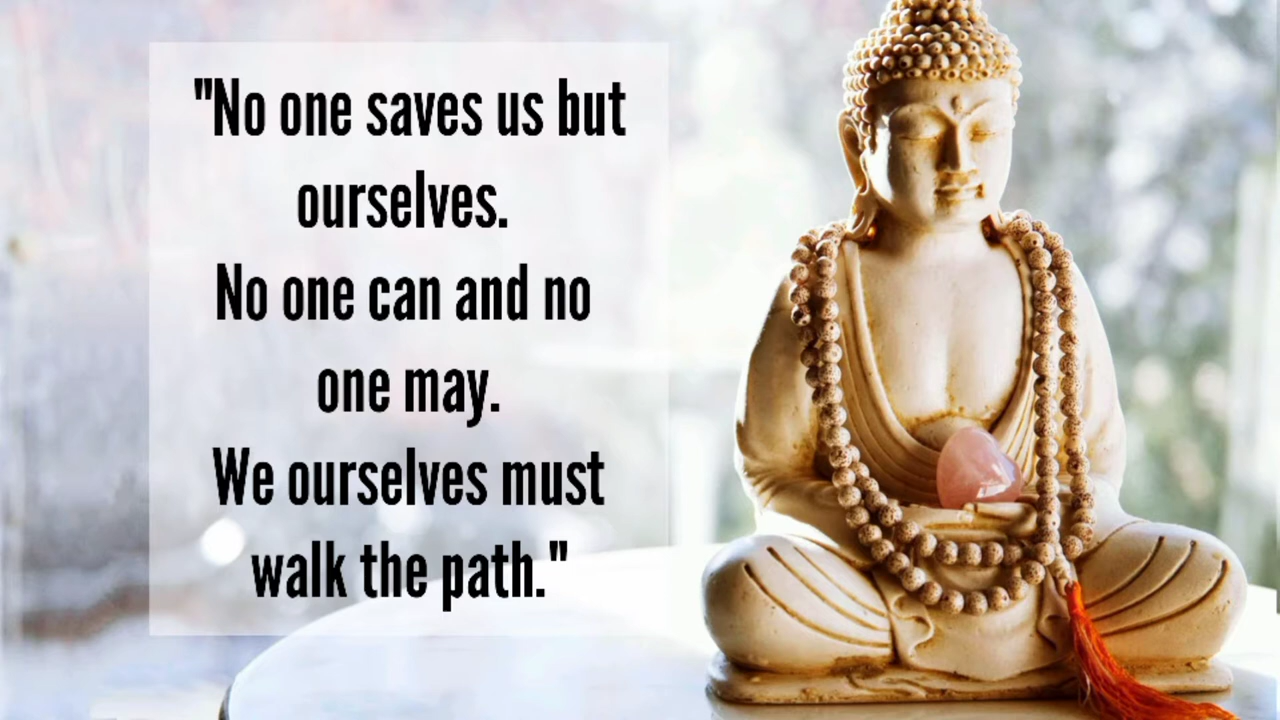 "No one saves us but
ourselves.
No one can and no
one may.
We ourselves must
walk the path."